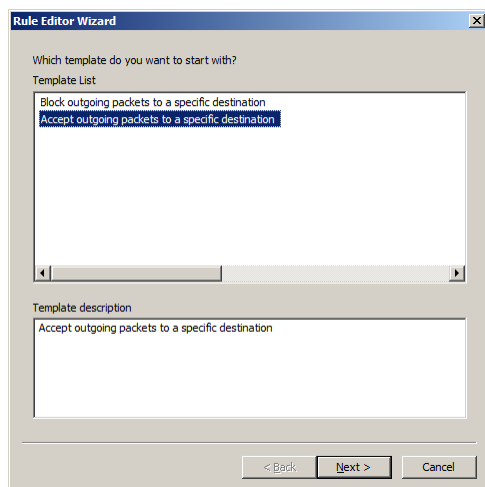 Rule Editor Wizard
Which template do you want to start with?
Template List
Block outgoing packets to a specific destination
Accept outgoing packets to a specific destination
Template description
Accept outgoing packets to a specific destination
< Back
Next >
Cancel